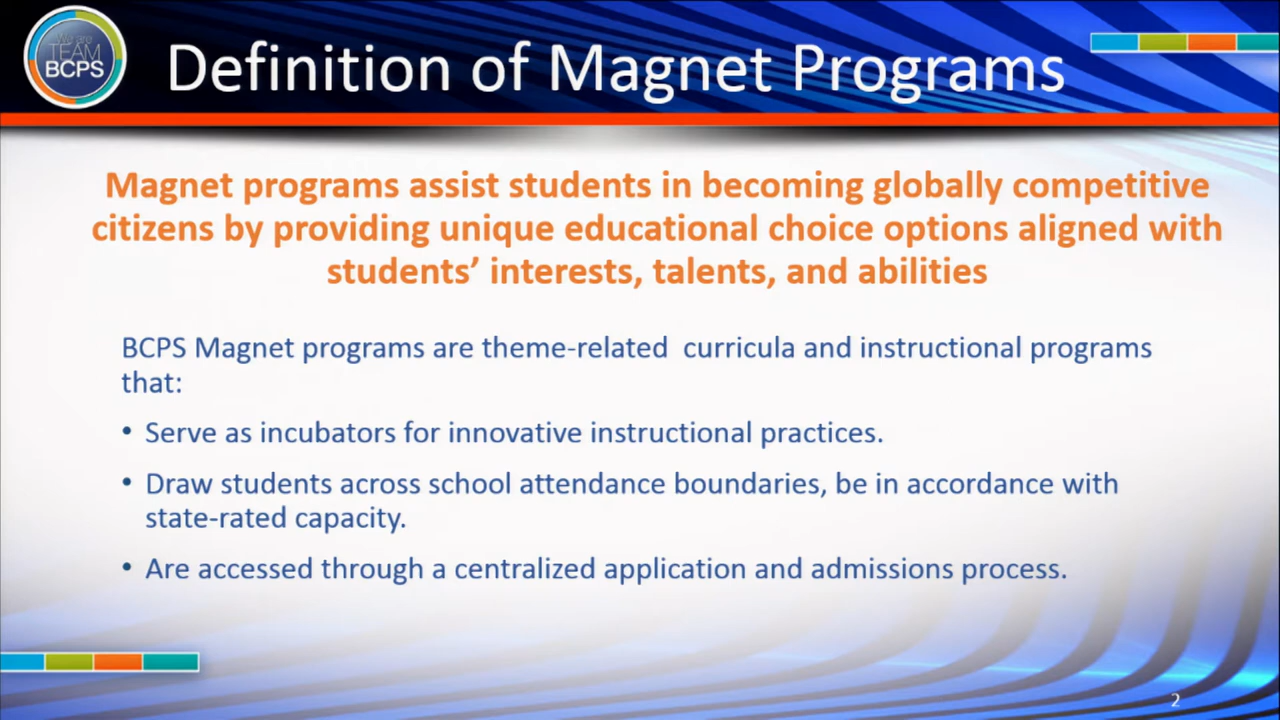 We are
TEAM
BCPS
Definition of Magnet Programs
Magnet programs assist students in becoming globally competitive
citizens by providing unique educational choice options aligned with
students’ interests, talents, and abilities
BCPS Magnet programs are theme-related curricula and instructional programs
that:
• Serve as incubators for innovative instructional practices.
• Draw students across school attendance boundaries, be in accordance with
state-rated capacity.
• Are accessed through a centralized application and admissions process.
2